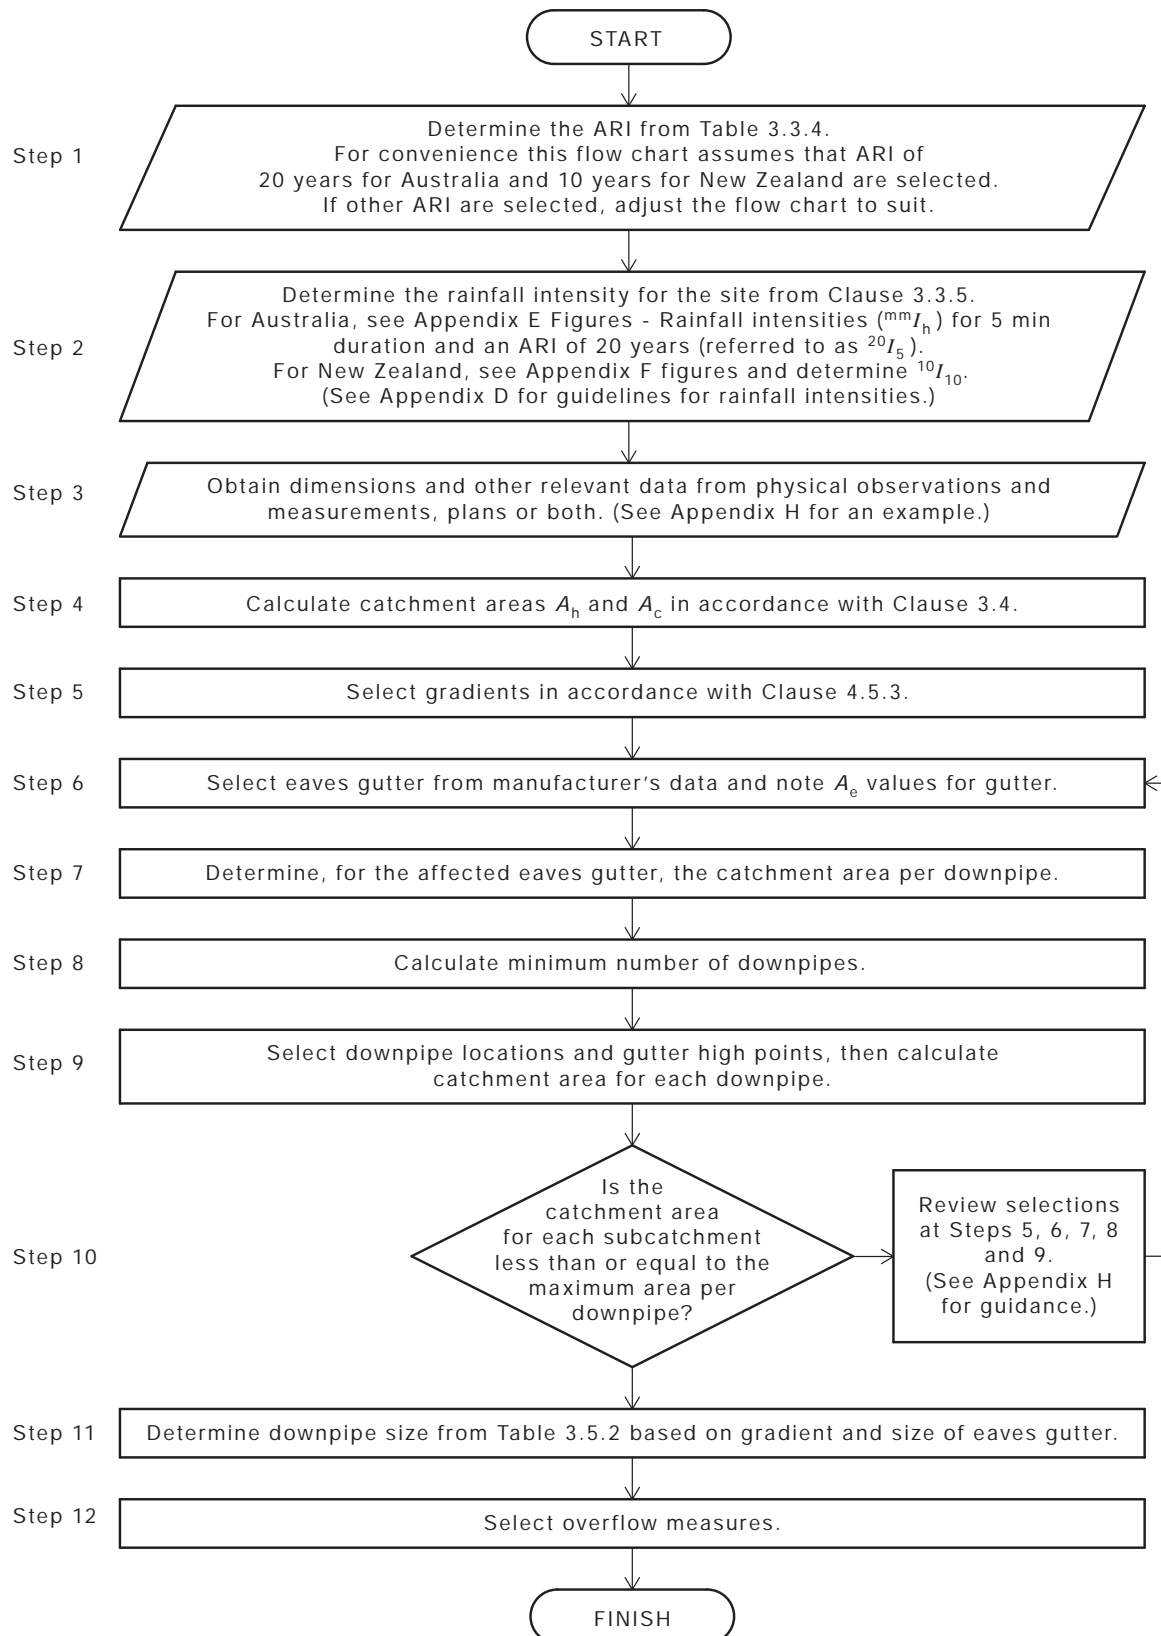 START
Step 1
Determine the ARI from Table 3.3.4.
For convenience this flow chart assumes that ARI of
20 years for Australia and 10 years for New Zealand are selected.
If other ARI are selected, adjust the flow chart to suit.
Step 2
Determine the rainfall intensity for the site from Clause 3.3.5.
For Australia, see Appendix E Figures - Rainfall intensities (ᵐᵐIₕ) for 5 min
duration and an ARI of 20 years (referred to as ²⁰I₅).
For New Zealand, see Appendix F figures and determine ¹⁰I₁₀.
(See Appendix D for guidelines for rainfall intensities.)
Step 3
Obtain dimensions and other relevant data from physical observations and
measurements, plans or both. (See Appendix H for an example.)
Step 4
Calculate catchment areas Aₕ and A꜀ in accordance with Clause 3.4.
Step 5
Select gradients in accordance with Clause 4.5.3.
Step 6
Select eaves gutter from manufacturer's data and note Aₑ values for gutter.
Step 7
Determine, for the affected eaves gutter, the catchment area per downpipe.
Step 8
Calculate minimum number of downpipes.
Step 9
Select downpipe locations and gutter high points, then calculate
catchment area for each downpipe.
Step 10
Is the
catchment area
for each subcatchment
less than or equal to the
maximum area per
downpipe?
Review selections
at Steps 5, 6, 7, 8
and 9.
(See Appendix H
for guidance.)
Step 11
Determine downpipe size from Table 3.5.2 based on gradient and size of eaves gutter.
Step 12
Select overflow measures.
FINISH